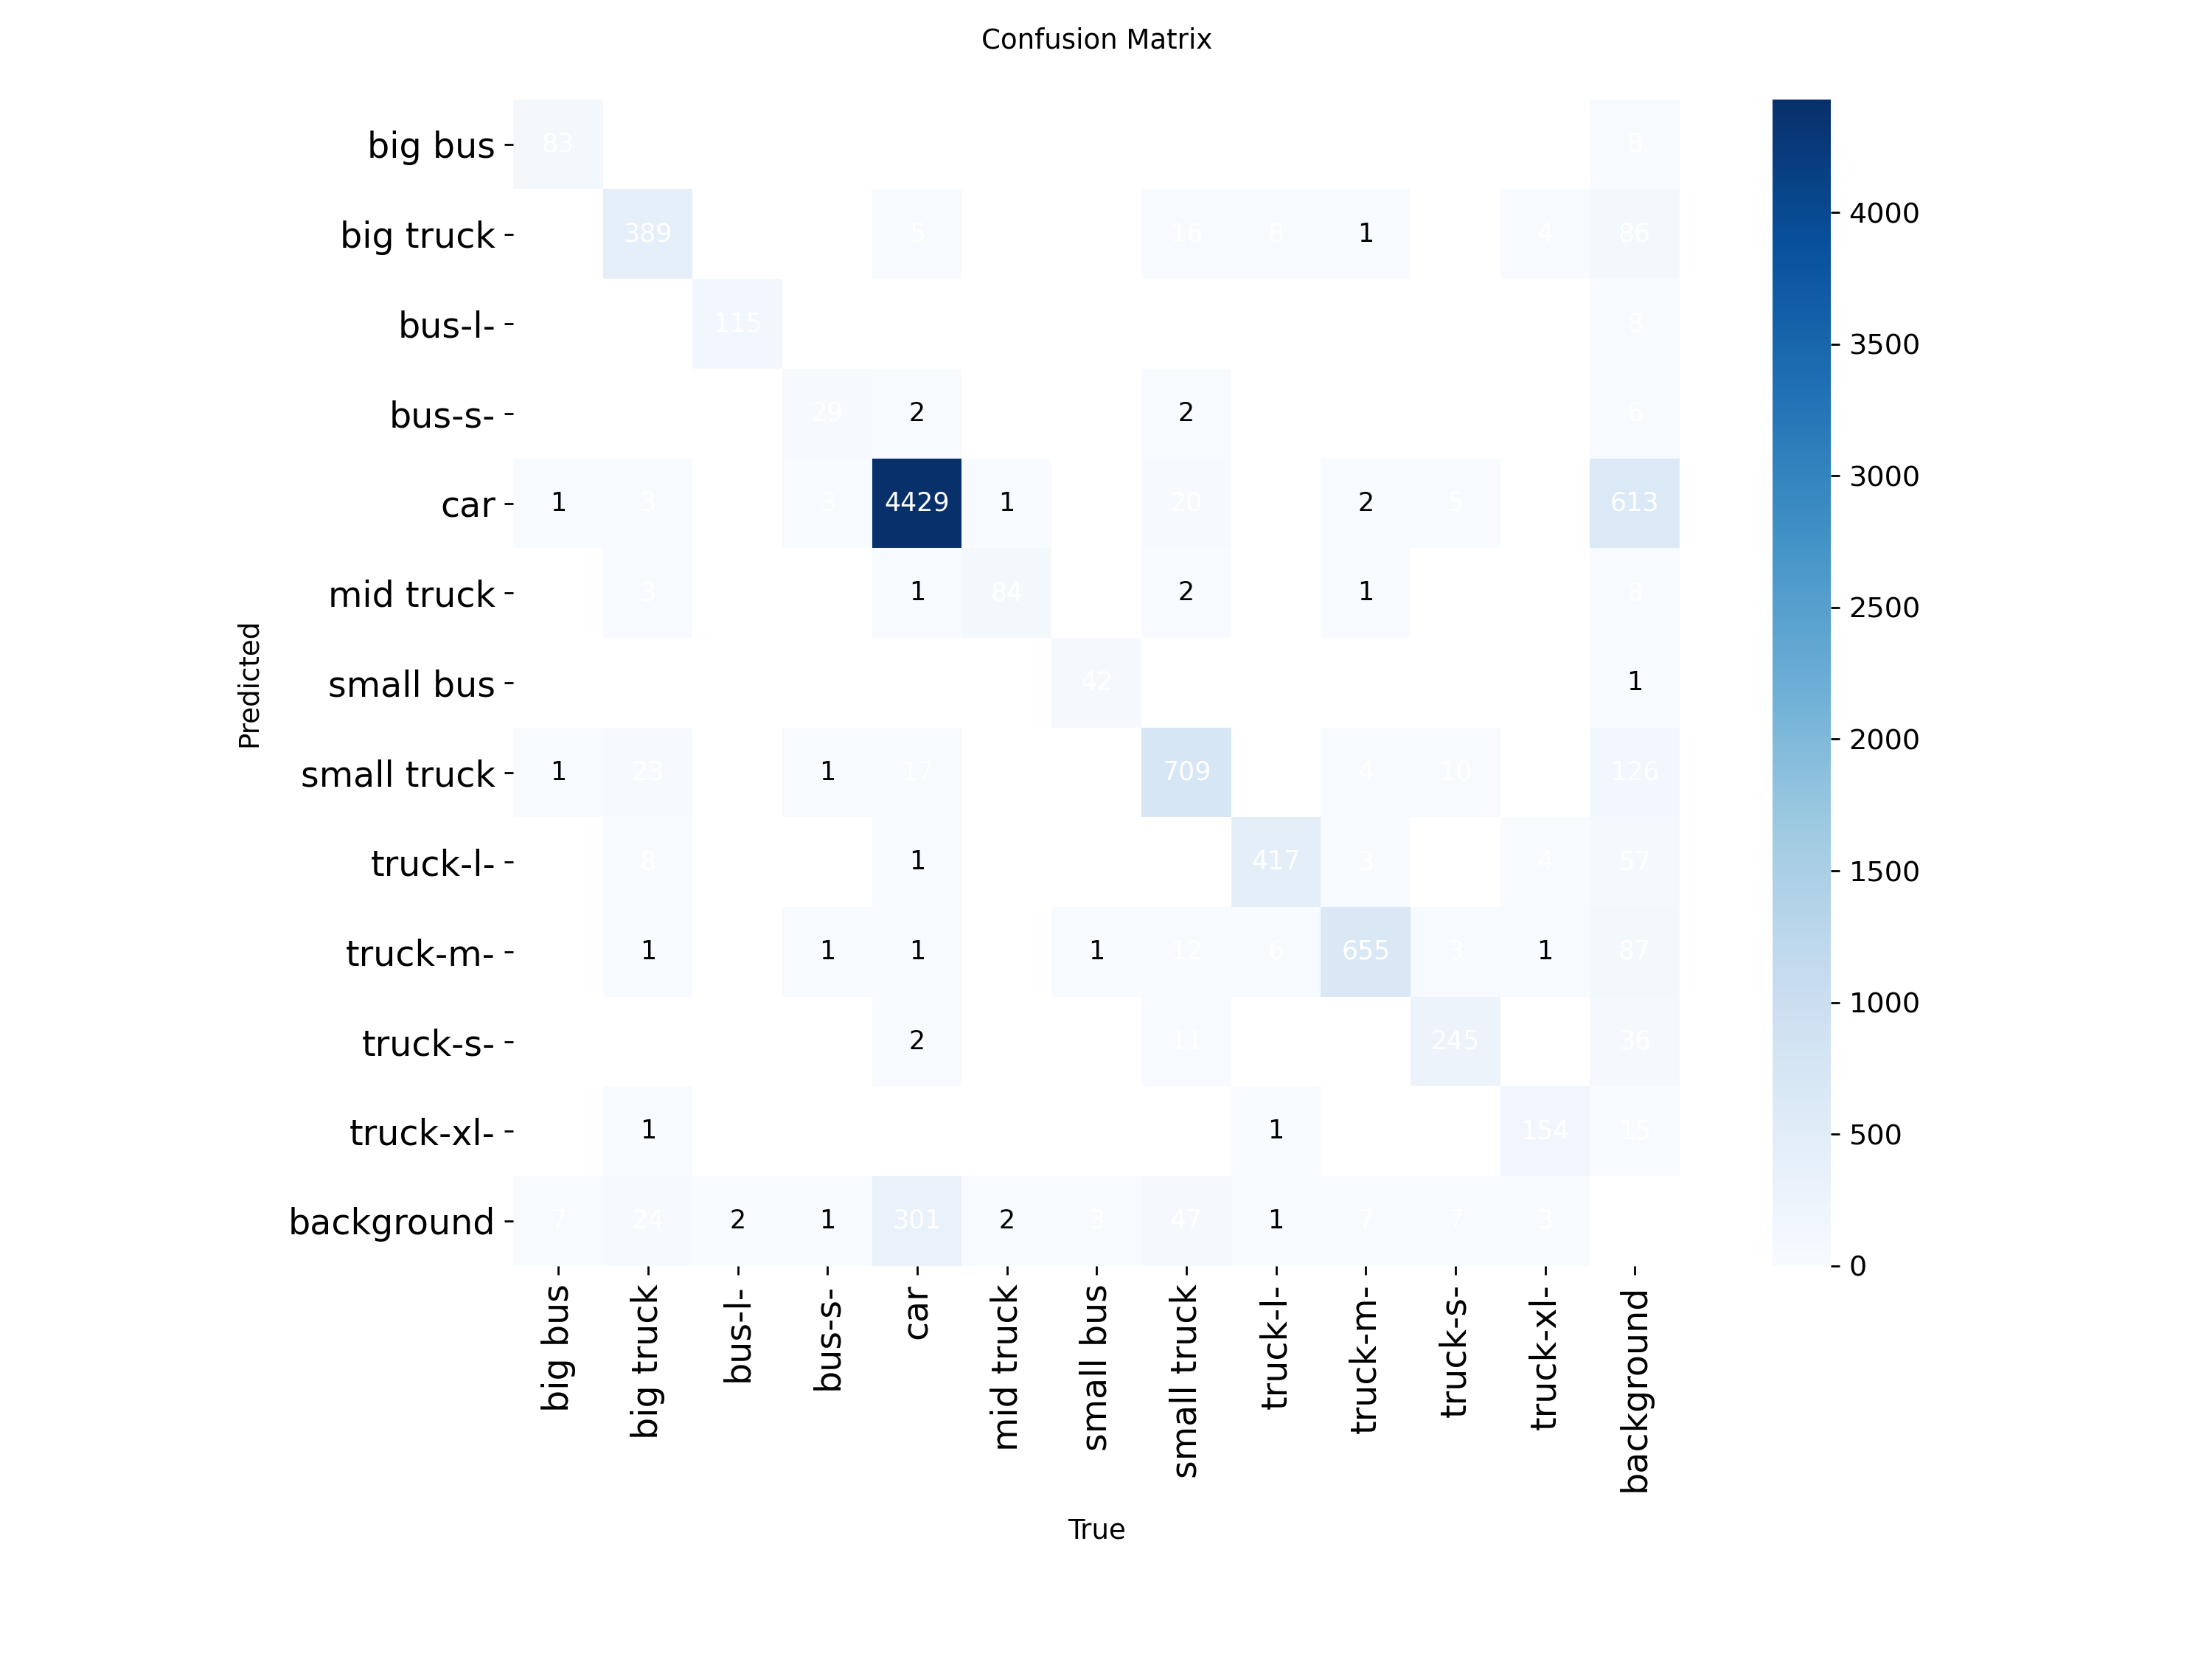 Confusion Matrix
big bus 83 8
big truck 389 5 16 8 1 4 86
bus-l- 115 8
bus-s- 29 2 2 6
car 1 3 3 4429 1 20 2 5 613
mid truck 3 1 84 2 1 8
small bus 42 1
small truck 1 23 1 17 709 4 10 126
truck-l- 8 1 417 3 4 57
truck-m- 1 1 1 1 12 6 655 3 1 87
truck-s- 2 11 245 36
truck-xl- 1 1 154 15
background 7 24 2 1 301 2 3 47 1 7 7 3
Predicted
big bus
big truck
bus-l-
bus-s-
car
mid truck
small bus
small truck
truck-l-
truck-m-
truck-s-
truck-xl-
background
True
4000
3500
3000
2500
2000
1500
1000
500
0